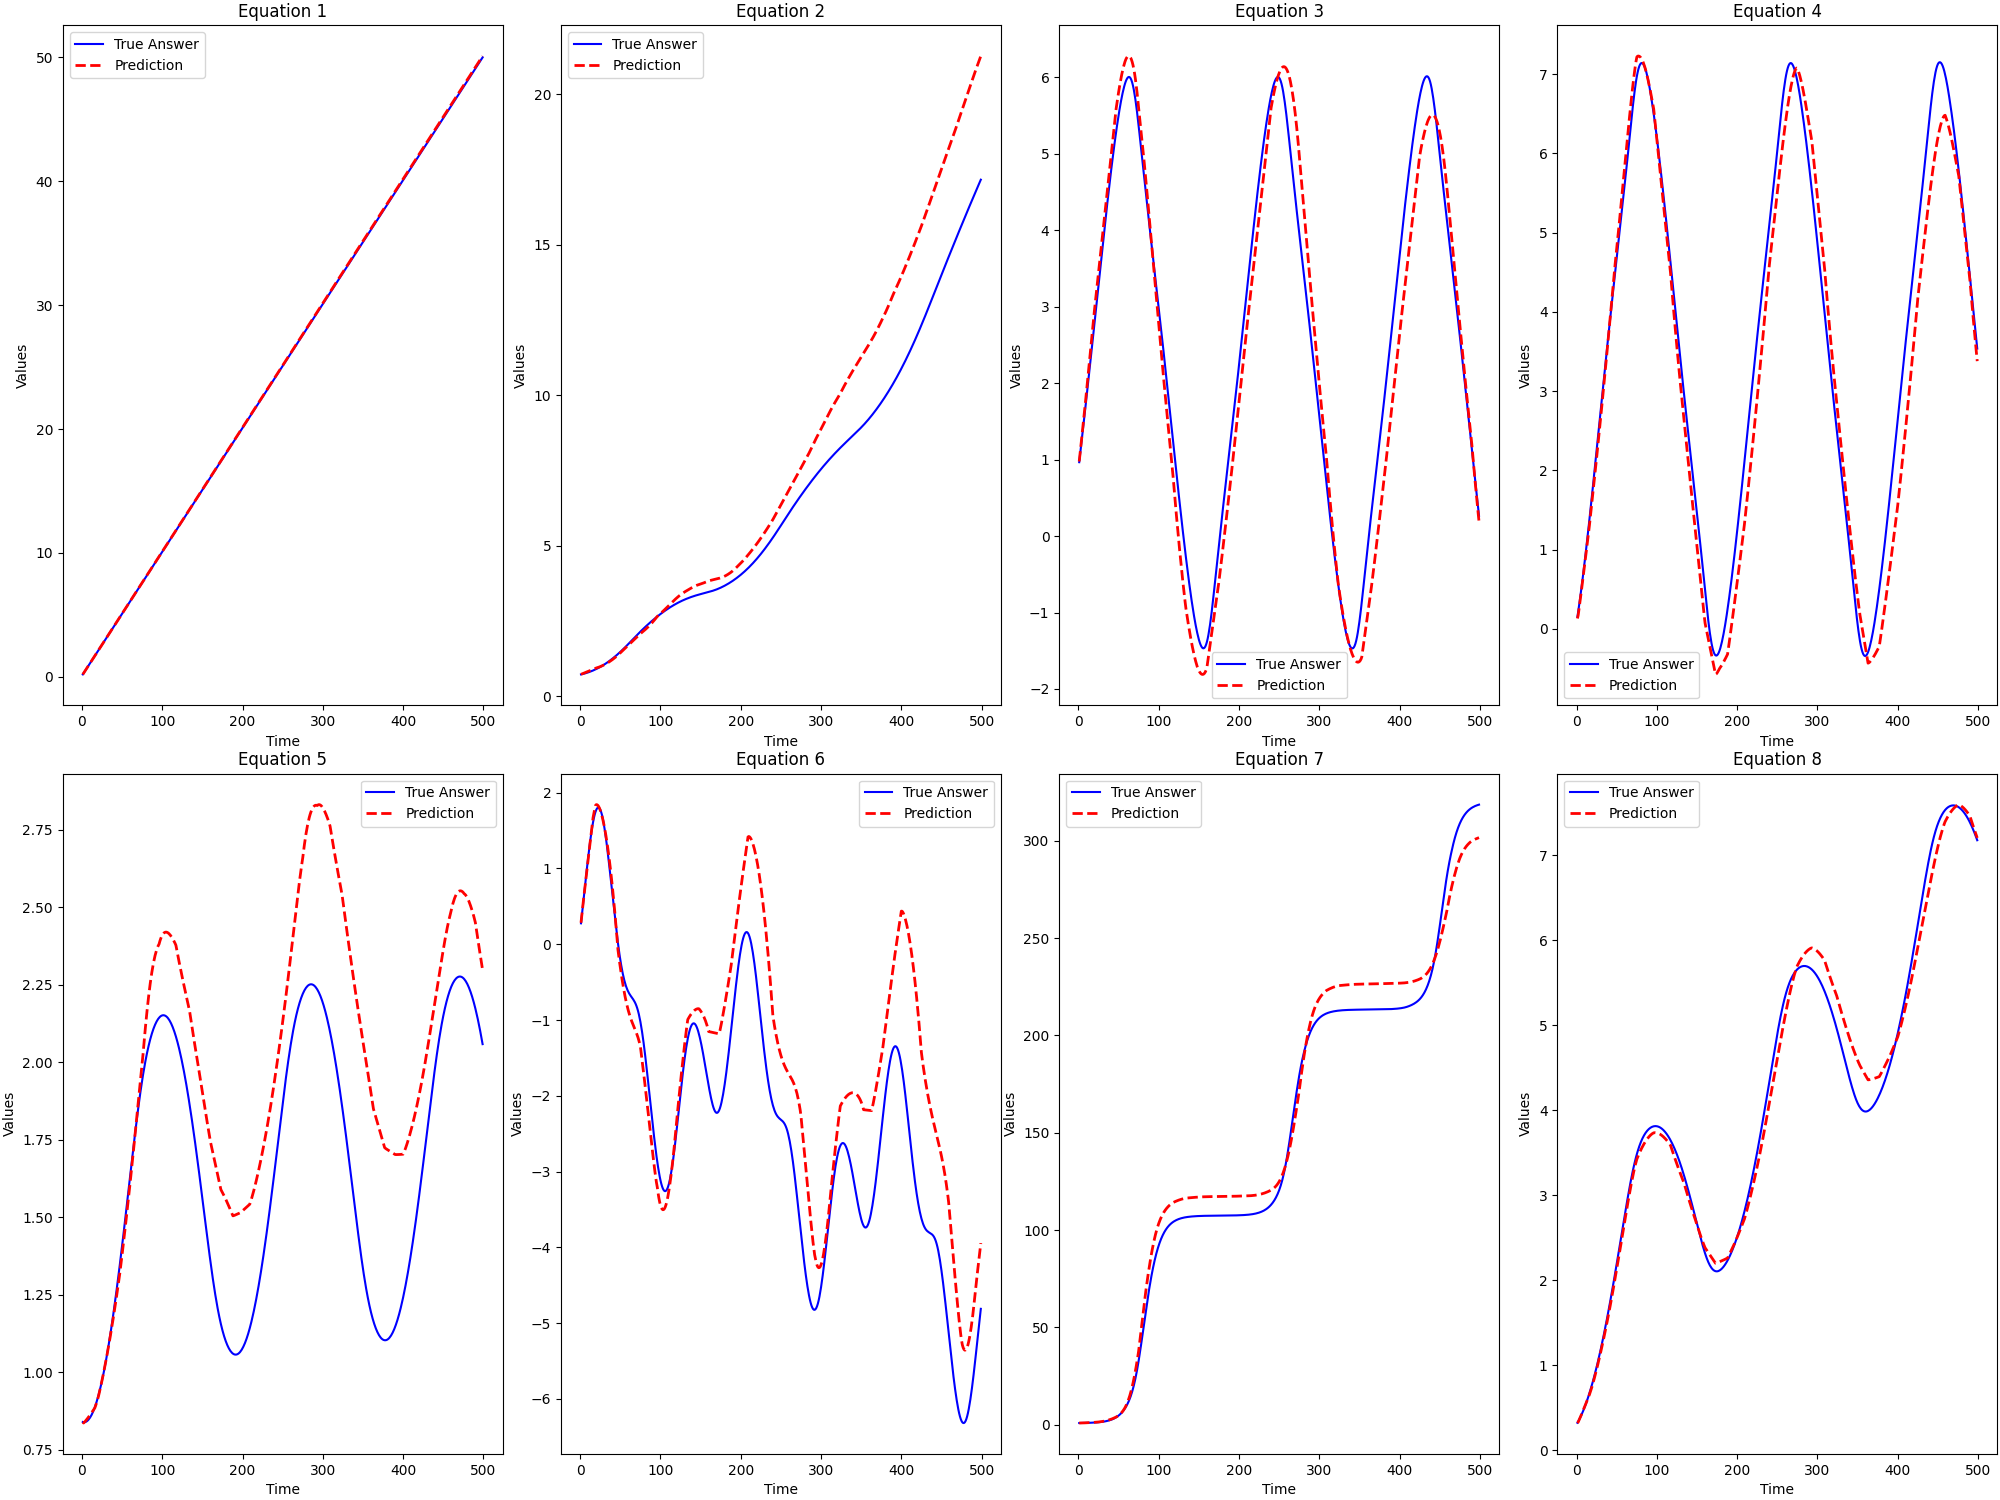 Equation 1
True Answer
Prediction
50
40
30
20
10
0
Values
0 100 200 300 400 500
Time
Equation 2
True Answer
Prediction
20
15
10
5
0
Values
0 100 200 300 400 500
Time
Equation 3
6
5
4
3
2
1
0
−1
−2
Values
True Answer
Prediction
0 100 200 300 400 500
Time
Equation 4
7
6
5
4
3
2
1
0
Values
True Answer
Prediction
0 100 200 300 400 500
Time
Equation 5
True Answer
Prediction
2.75
2.50
2.25
2.00
1.75
1.50
1.25
1.00
0.75
Values
0 100 200 300 400 500
Time
Equation 6
True Answer
Prediction
2
1
0
−1
−2
−3
−4
−5
−6
Values
0 100 200 300 400 500
Time
Equation 7
True Answer
Prediction
300
250
200
150
100
50
0
Values
0 100 200 300 400 500
Time
Equation 8
True Answer
Prediction
7
6
5
4
3
2
1
0
Values
0 100 200 300 400 500
Time